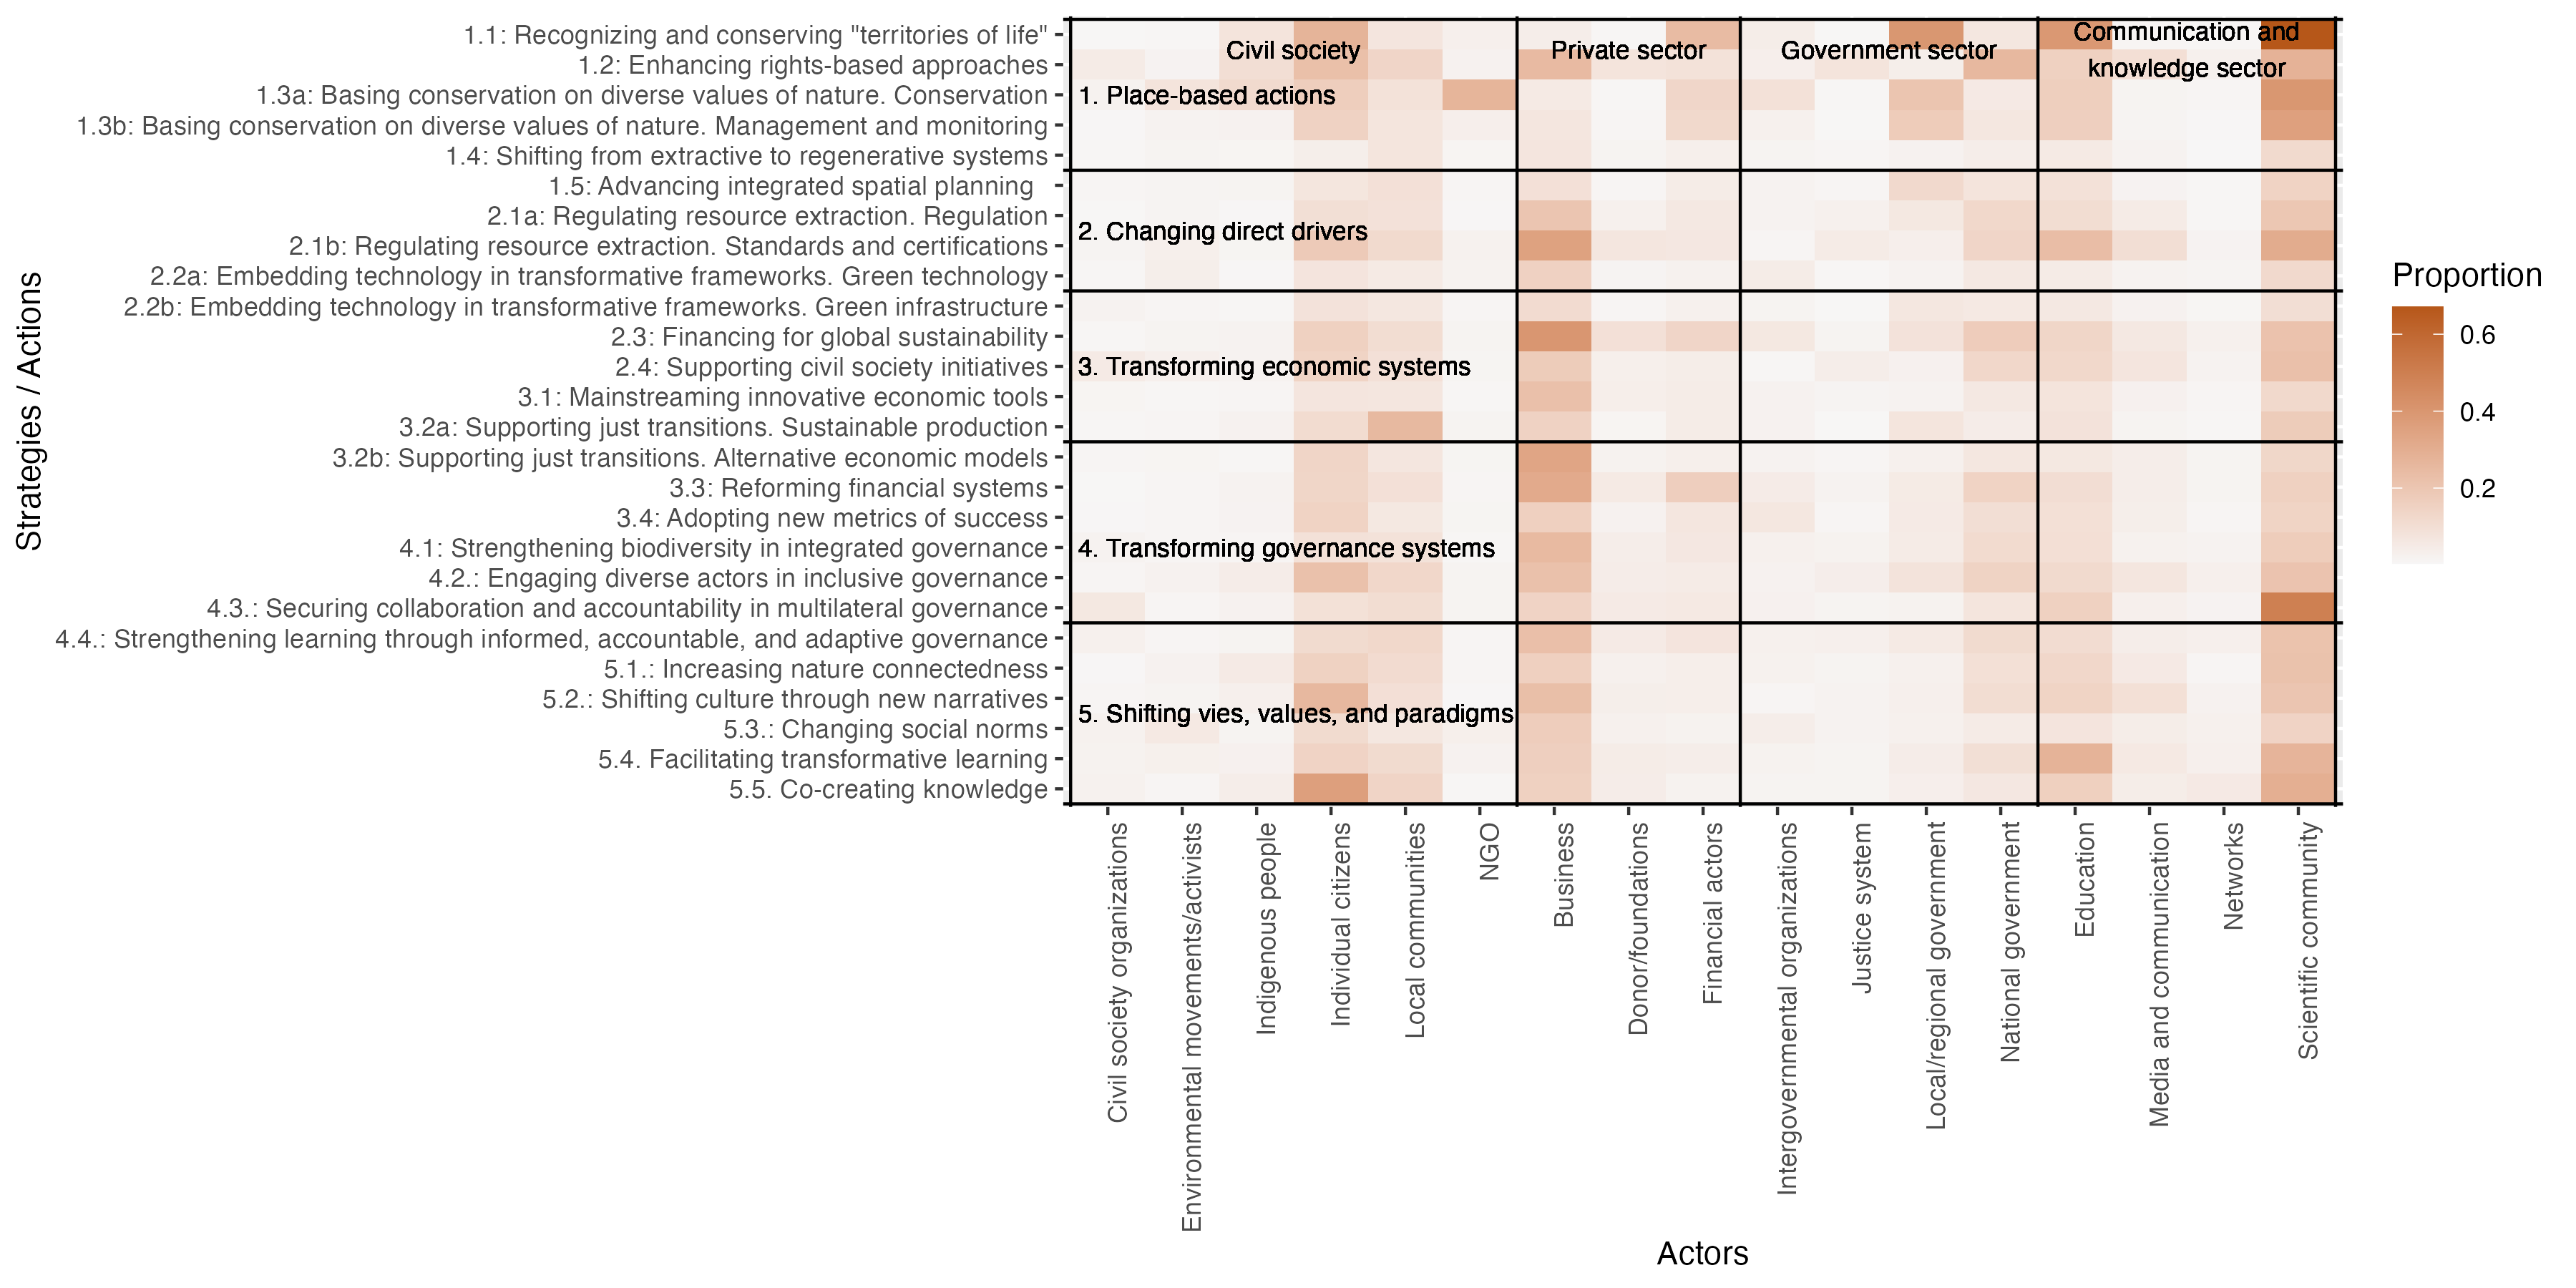 Strategies / Actions
1.1: Recognizing and conserving "territories of life"
1.2: Enhancing rights-based approaches
1.3a: Basing conservation on diverse values of nature. Conservation
1.3b: Basing conservation on diverse values of nature. Management and monitoring
1.4: Shifting from extractive to regenerative systems
1.5: Advancing integrated spatial planning
2.1a: Regulating resource extraction. Regulation
2.1b: Regulating resource extraction. Standards and certifications
2.2a: Embedding technology in transformative frameworks. Green technology
2.2b: Embedding technology in transformative frameworks. Green infrastructure
2.3: Financing for global sustainability
2.4: Supporting civil society initiatives
3.1: Mainstreaming innovative economic tools
3.2a: Supporting just transitions. Sustainable production
3.2b: Supporting just transitions. Alternative economic models
3.3: Reforming financial systems
3.4: Adopting new metrics of success
4.1: Strengthening biodiversity in integrated governance
4.2.: Engaging diverse actors in inclusive governance
4.3.: Securing collaboration and accountability in multilateral governance
4.4.: Strengthening learning through informed, accountable, and adaptive governance
5.1.: Increasing nature connectedness
5.2.: Shifting culture through new narratives
5.3.: Changing social norms
5.4. Facilitating transformative learning
5.5. Co-creating knowledge
Civil society
Private sector
Government sector
Communication and
knowledge sector
1. Place-based actions
2. Changing direct drivers
3. Transforming economic systems
4. Transforming governance systems
5. Shifting vies, values, and paradigms
Civil society organizations
Environmental movements/activists
Indigenous people
Individual citizens
Local communities
NGO
Business
Donor/foundations
Financial actors
Intergovernmental organizations
Justice system
Local/regional government
National government
Education
Media and communication
Networks
Scientific community
Actors
Proportion
0.6
0.4
0.2